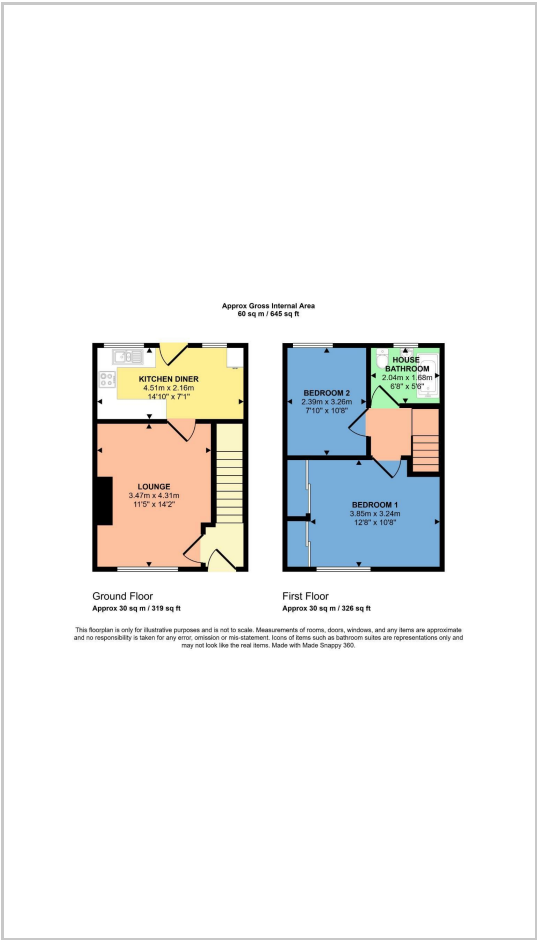 Approx Gross Internal Area
60 sq m / 645 sq ft
KITCHEN DINER
4.51m x 2.16m
14'10" x 7'1"
LOUNGE
3.47m x 4.31m
11'5" x 14'2"
Ground Floor
Approx 30 sq m / 319 sq ft
HOUSE
BATHROOM
2.04m x 1.68m
6'8" x 5'6"
BEDROOM 2
2.39m x 3.26m
7'10" x 10'8"
BEDROOM 1
3.85m x 3.24m
12'8" x 10'8"
First Floor
Approx 30 sq m / 326 sq ft
This floorplan is only for illustrative purposes and is not to scale. Measurements of rooms, doors, windows, and any items are approximate
and no responsibility is taken for any error, omission or mis-statement. Icons of items such as bathroom suites are representations only and
may not look like the real items. Made with Made Snappy 360.